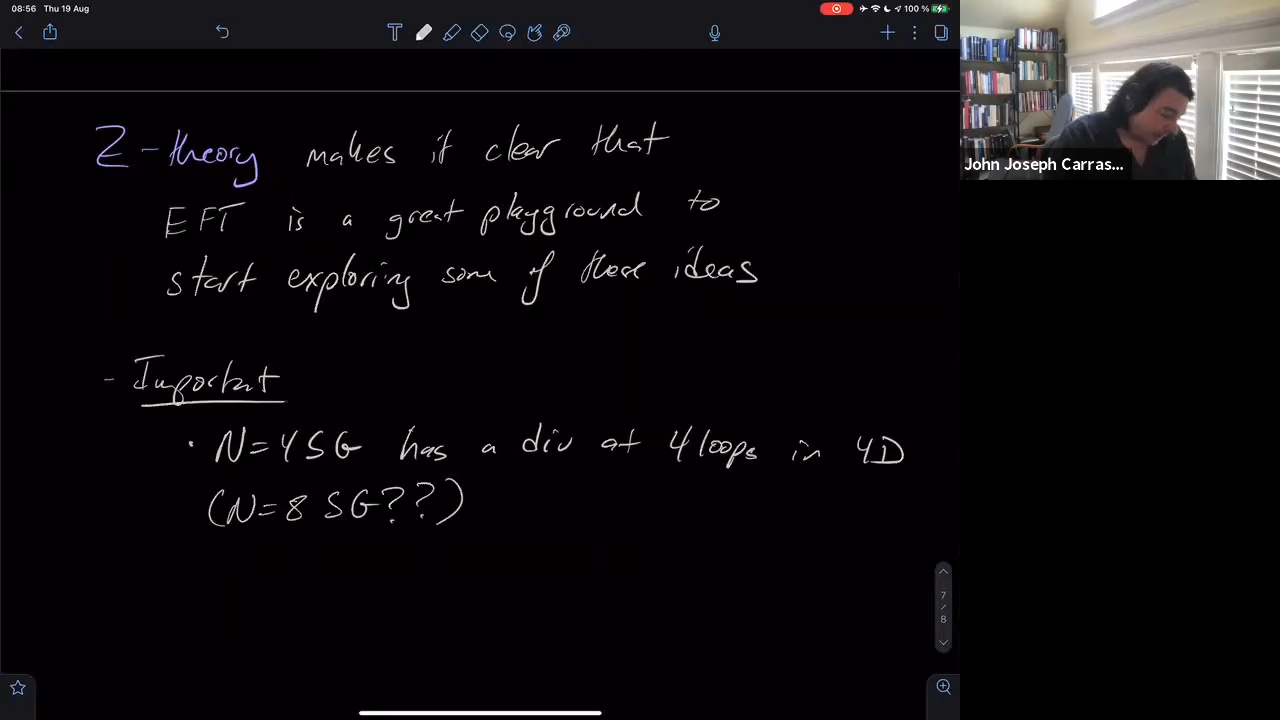 08:56 Thu 19 Aug
100 %
Z-theory makes it clear that
EFT is a great playground to
start exploring some of these ideas
- Important
· N=4 SG has a div at 4 loops in 4D
(N=8 SG??)
7
/
8
John Joseph Carras...